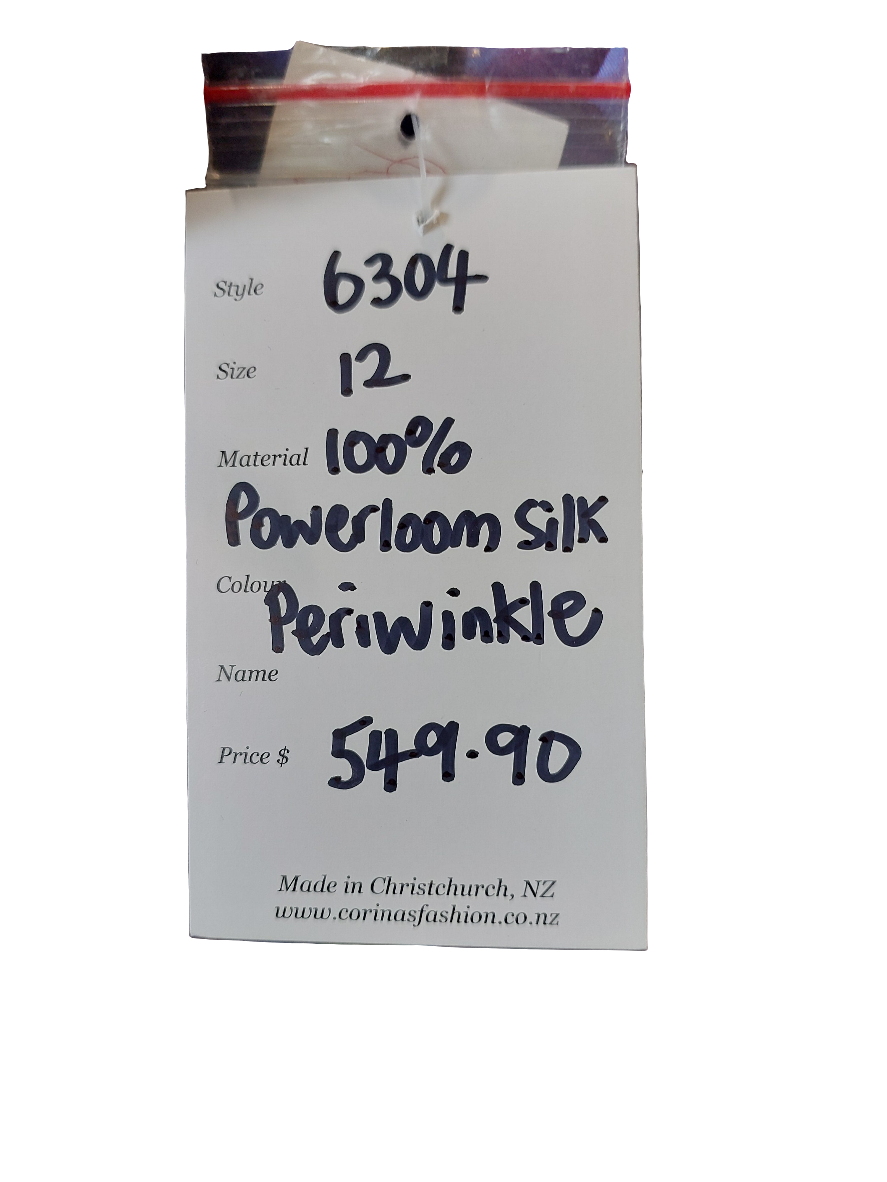 Style 6304
Size 12
Material 100%
Powerloom Silk
Colour
Periwinkle
Name
Price $ 549.90
Made in Christchurch, NZ
www.corinasfashion.co.nz